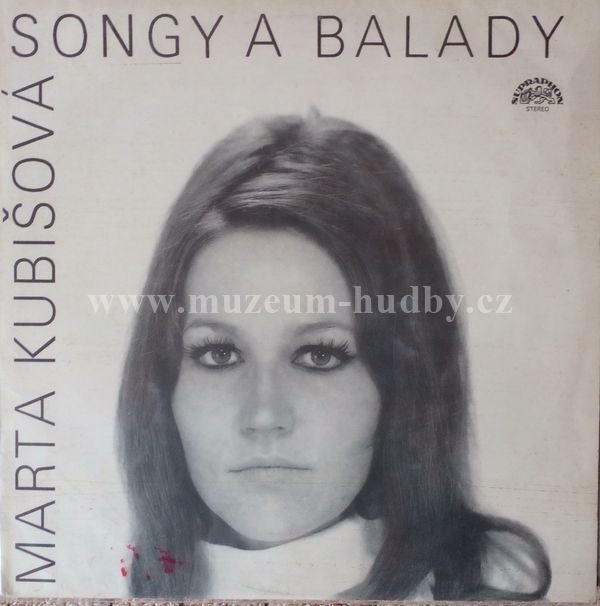 SONGY A BALADY
MARTA KUBIŠOVÁ
SUPRAPHON
STEREO
www.muzeum-hudby.cz